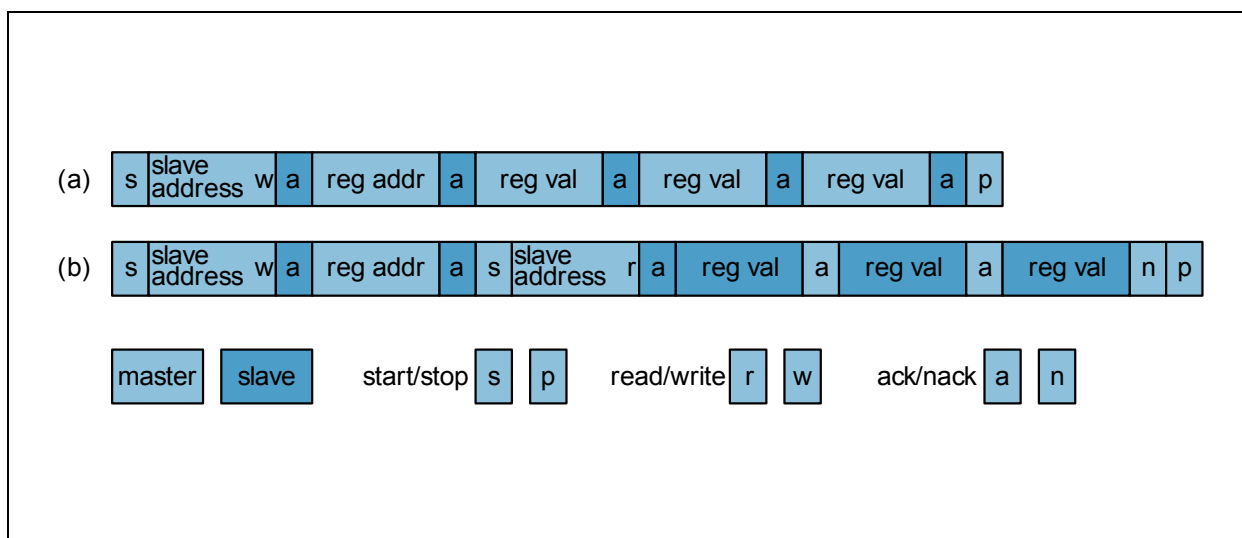 (a) s slave address w a reg addr a reg val a reg val a reg val a p
(b) s slave address w a reg addr a s slave address r a reg val a reg val a reg val n p
master slave start/stop s p read/write r w ack/nack a n